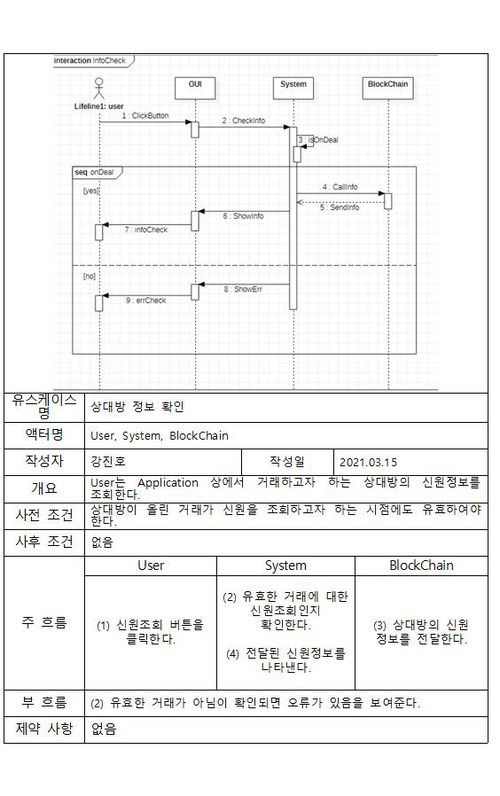 interaction InfoCheck
GUI
System
BlockChain
Lifeline1: user
1 : ClickButton
2 : CheckInfo
3 : isOnDeal
seq onDeal
[yes]
4 : CallInfo
5 : SendInfo
6 : ShowInfo
7 : infoCheck
[no]
8 : ShowErr
9 : errCheck
유스케이스
명
상대방 정보 확인
액터명
User, System, BlockChain
작성자
강진호
작성일
2021.03.15
개요
User는 Application 상에서 거래하고자 하는 상대방의 신원정보를
조회한다.
사전 조건
상대방이 올린 거래가 신원을 조회하고자 하는 시점에도 유효하여야
한다.
사후 조건
없음
User
System
BlockChain
주 흐름
(1) 신원조회 버튼을
클릭한다.
(2) 유효한 거래에 대한
신원조회인지
확인한다.
(4) 전달된 신원정보를
나타낸다.
(3) 상대방의 신원
정보를 전달한다.
부 흐름
(2) 유효한 거래가 아님이 확인되면 오류가 있음을 보여준다.
제약 사항
없음